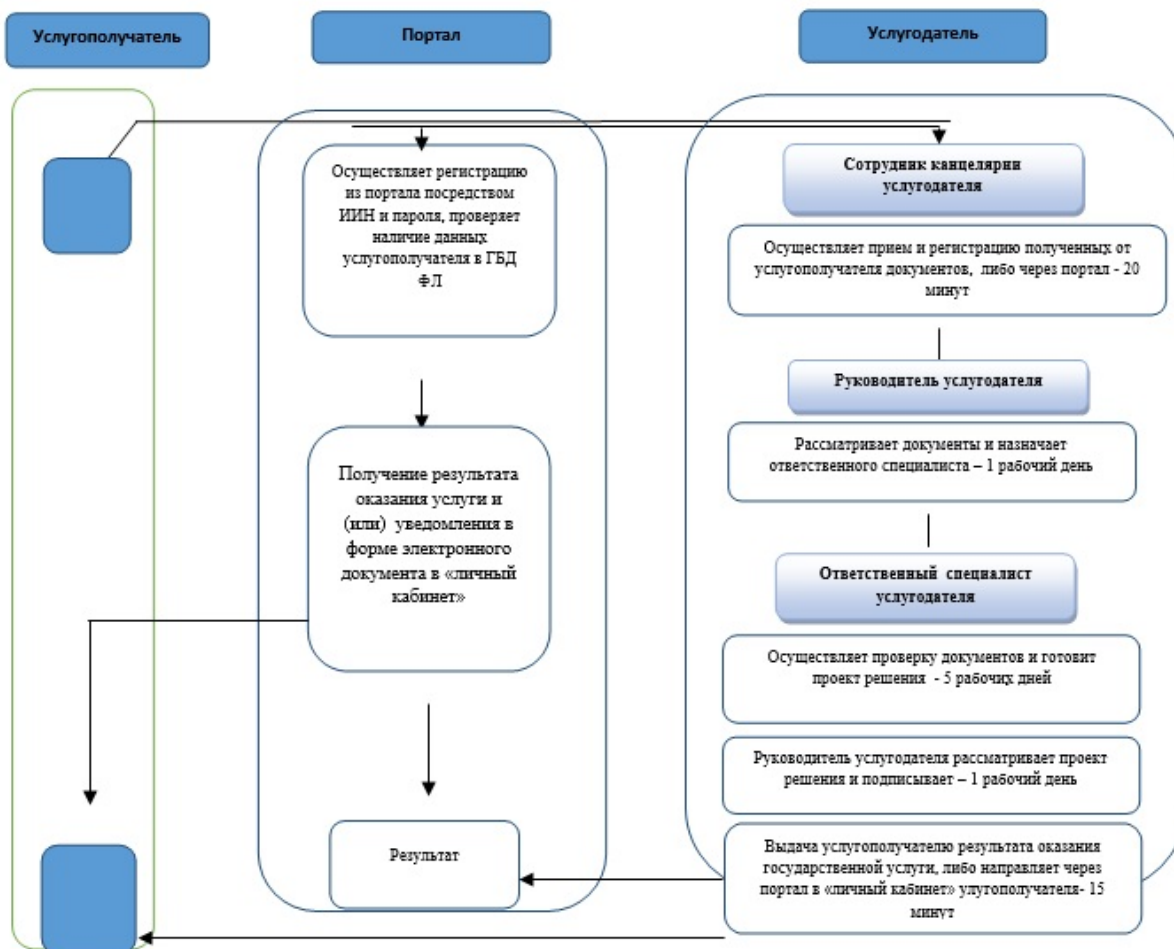 Услугополучатель
Портал
Услугодатель
Осуществляет регистрацию
из портала посредством
ИИН и пароля, проверяет
наличие данных
услугополучателя в ГБД
ФЛ
Получение результата
оказания услуги и
(или) уведомления в
форме электронного
документа в «личный
кабинет»
Результат
Сотрудник канцелярии
услугодателя
Осуществляет прием и регистрацию полученных от
услугополучателя документов, либо через портал - 20
минут
Руководитель услугодателя
Рассматривает документы и назначает
ответственного специалиста – 1 рабочий день
Ответственный специалист
услугодателя
Осуществляет проверку документов и готовит
проект решения - 5 рабочих дней
Руководитель услугодателя рассматривает проект
решения и подписывает – 1 рабочий день
Выдача услугополучателю результата оказания
государственной услуги, либо направляет через
портал в «личный кабинет» улугополучателя- 15
минут